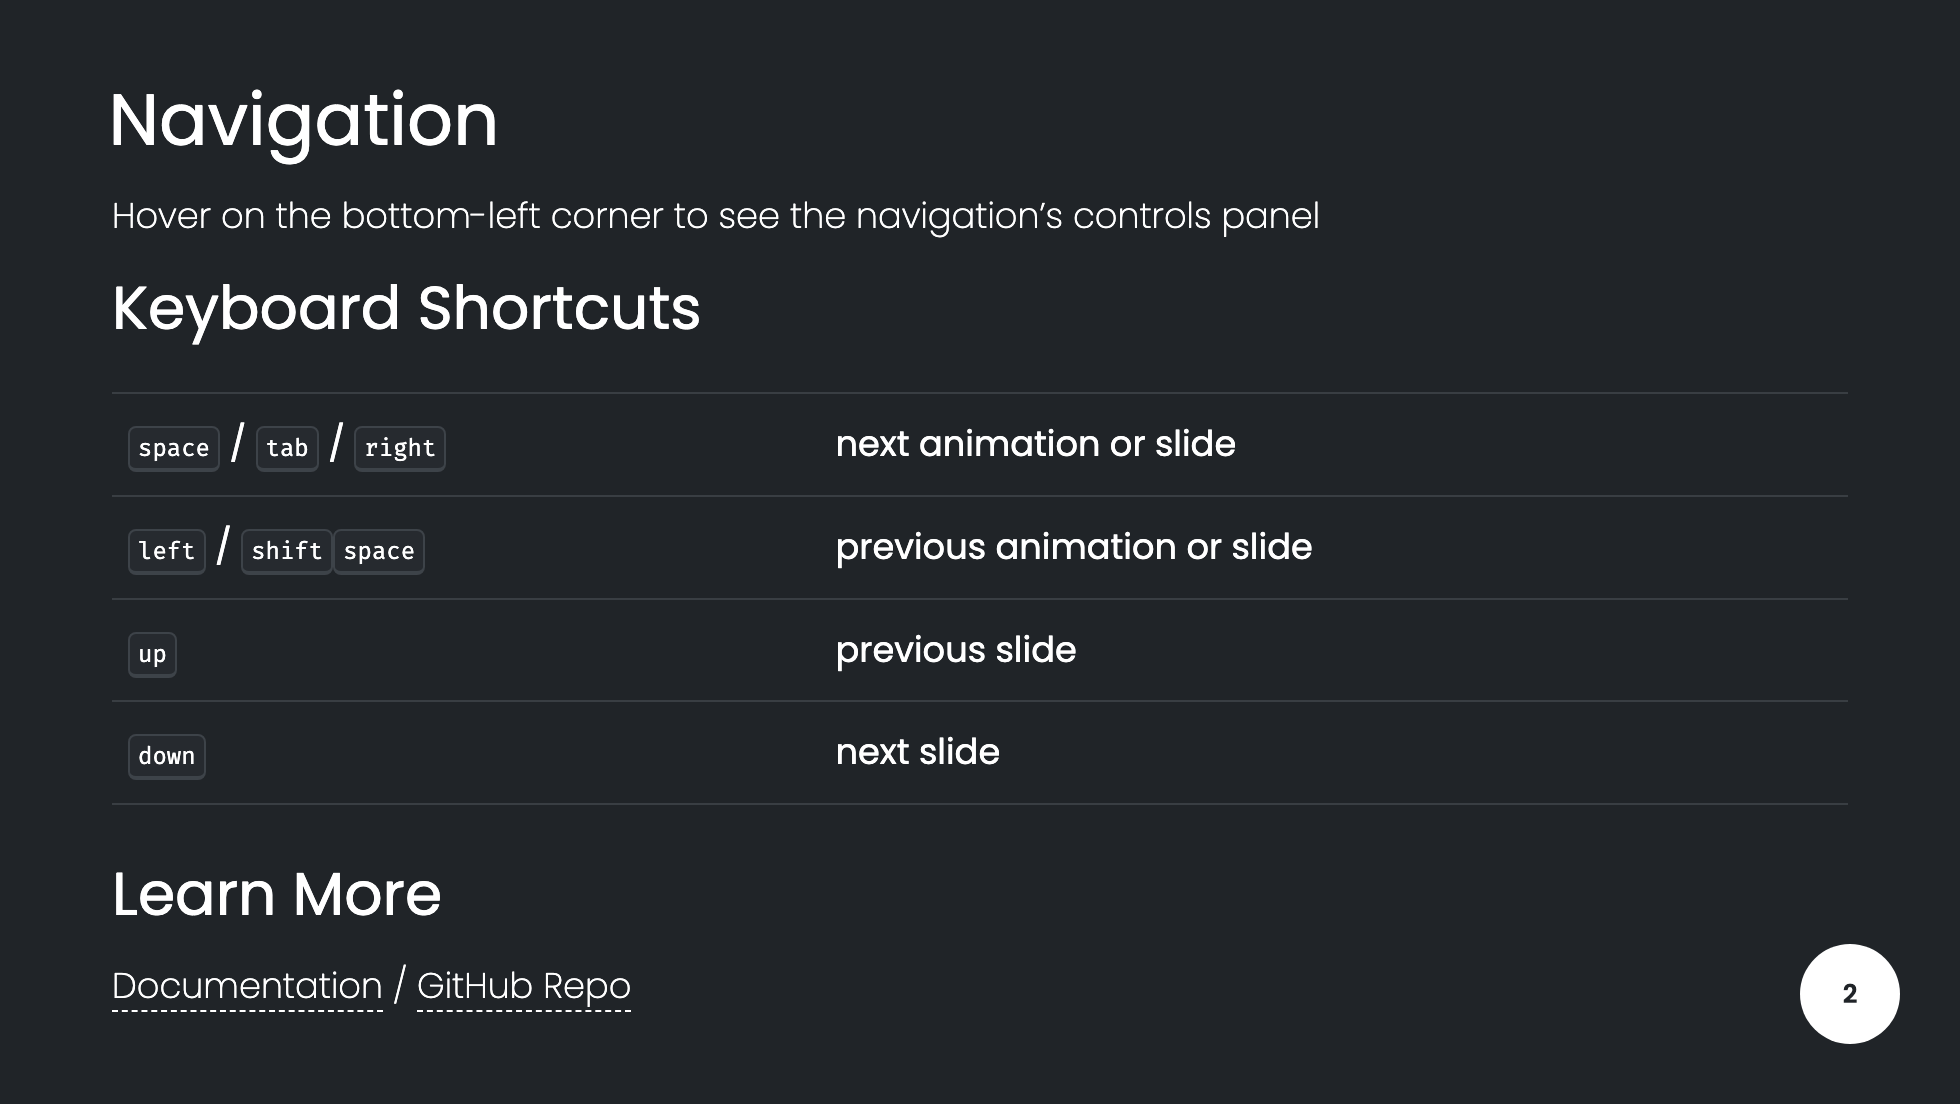 Navigation
Hover on the bottom-left corner to see the navigation’s controls panel
Keyboard Shortcuts
space / tab / right next animation or slide
left / shift space previous animation or slide
up previous slide
down next slide
Learn More
Documentation / GitHub Repo
2